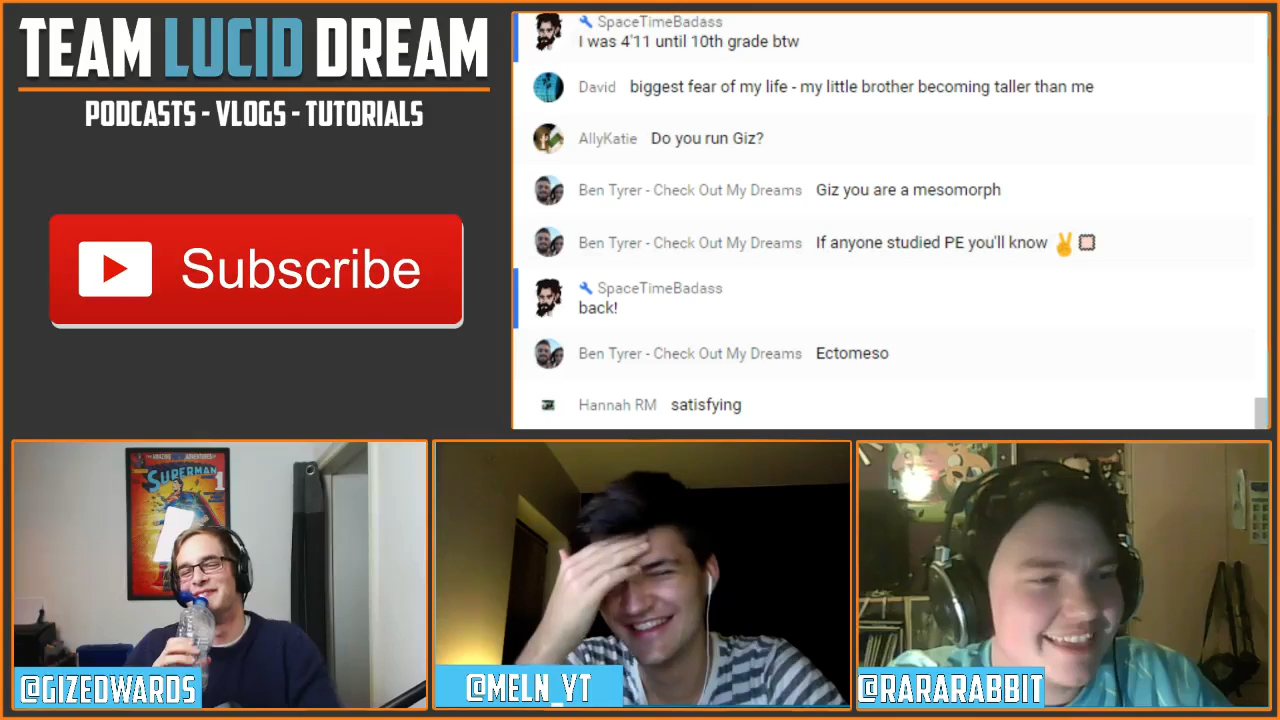 TEAM LUCID DREAM
PODCASTS - VLOGS - TUTORIALS
Subscribe
SpaceTimeBadass
I was 4'11 until 10th grade btw
David biggest fear of my life - my little brother becoming taller than me
AllyKatie Do you run Giz?
Ben Tyrer - Check Out My Dreams Giz you are a mesomorph
Ben Tyrer - Check Out My Dreams If anyone studied PE you'll know ✌
SpaceTimeBadass
back!
Ben Tyrer - Check Out My Dreams Ectomeso
Hannah RM satisfying
SUPERMAN
1
@GIZEDWARDS
@MELN_YT
@RARARABBIT